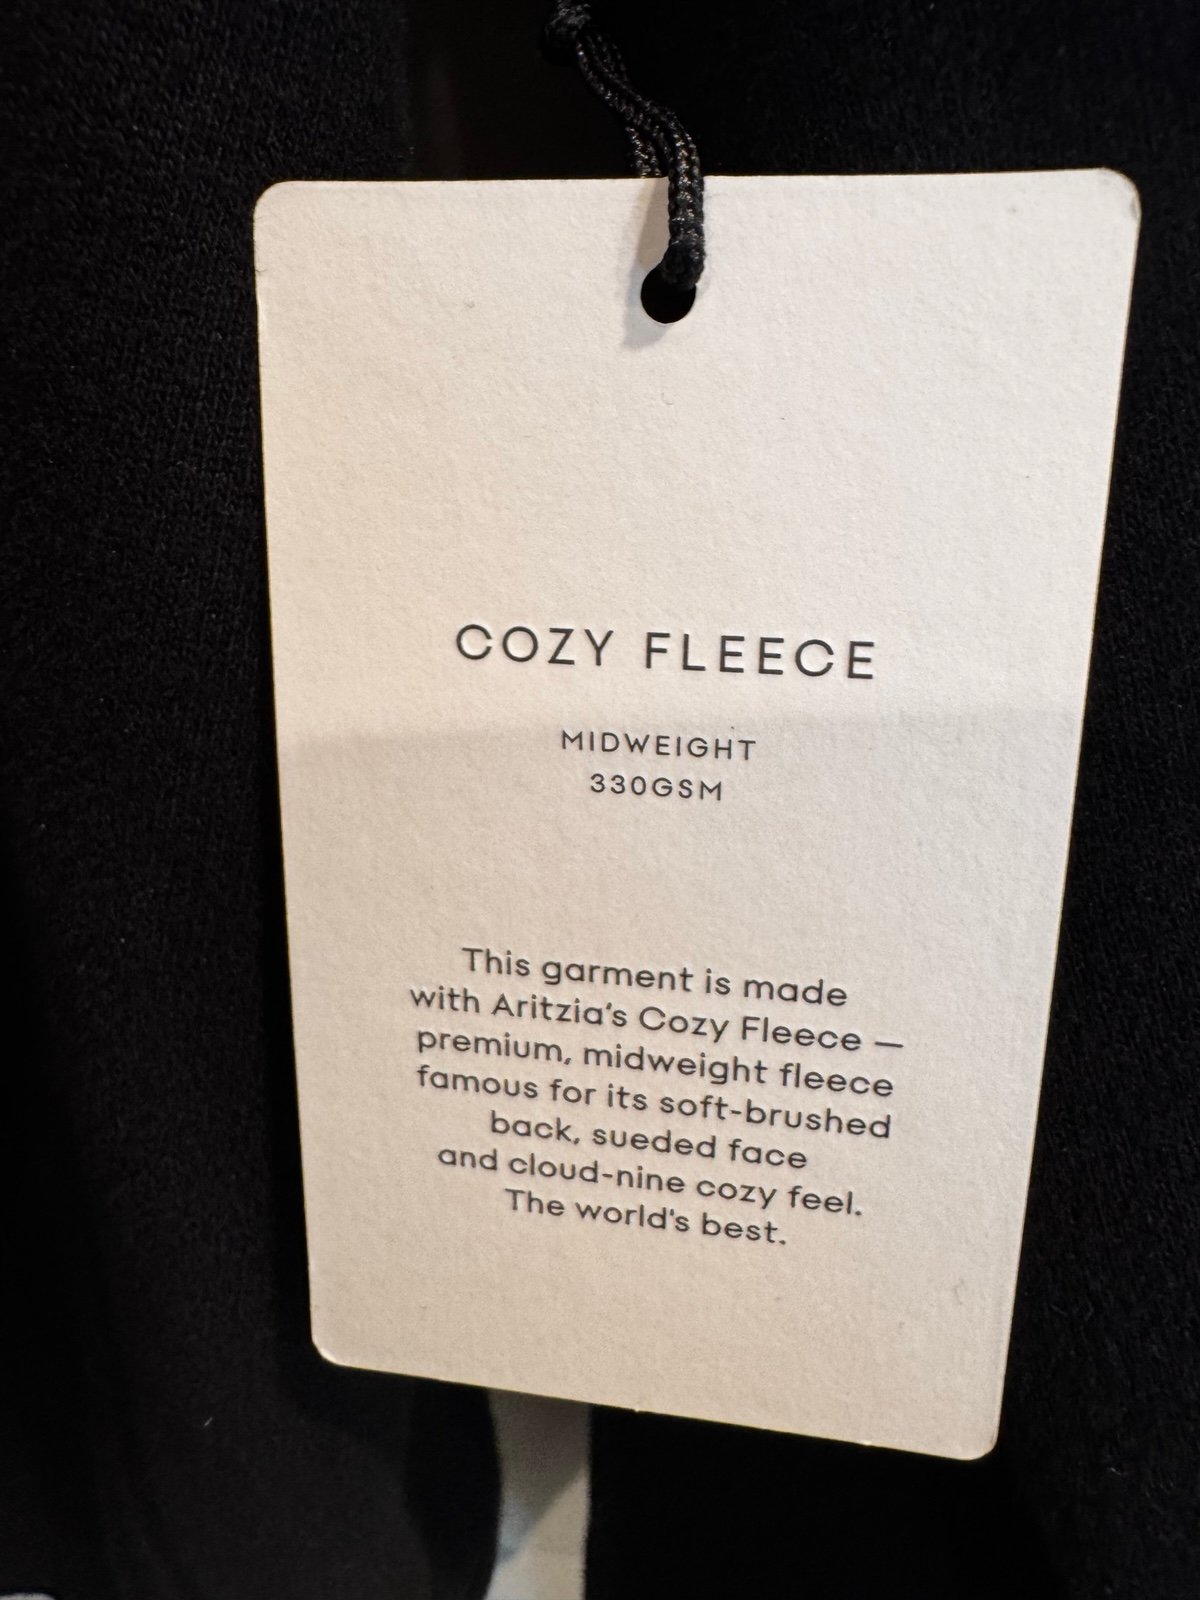 COZY FLEECE
MIDWEIGHT
330GSM
This garment is made
with Aritzia's Cozy Fleece —
premium, midweight fleece
famous for its soft-brushed
back, sueded face
and cloud-nine cozy feel.
The world's best.